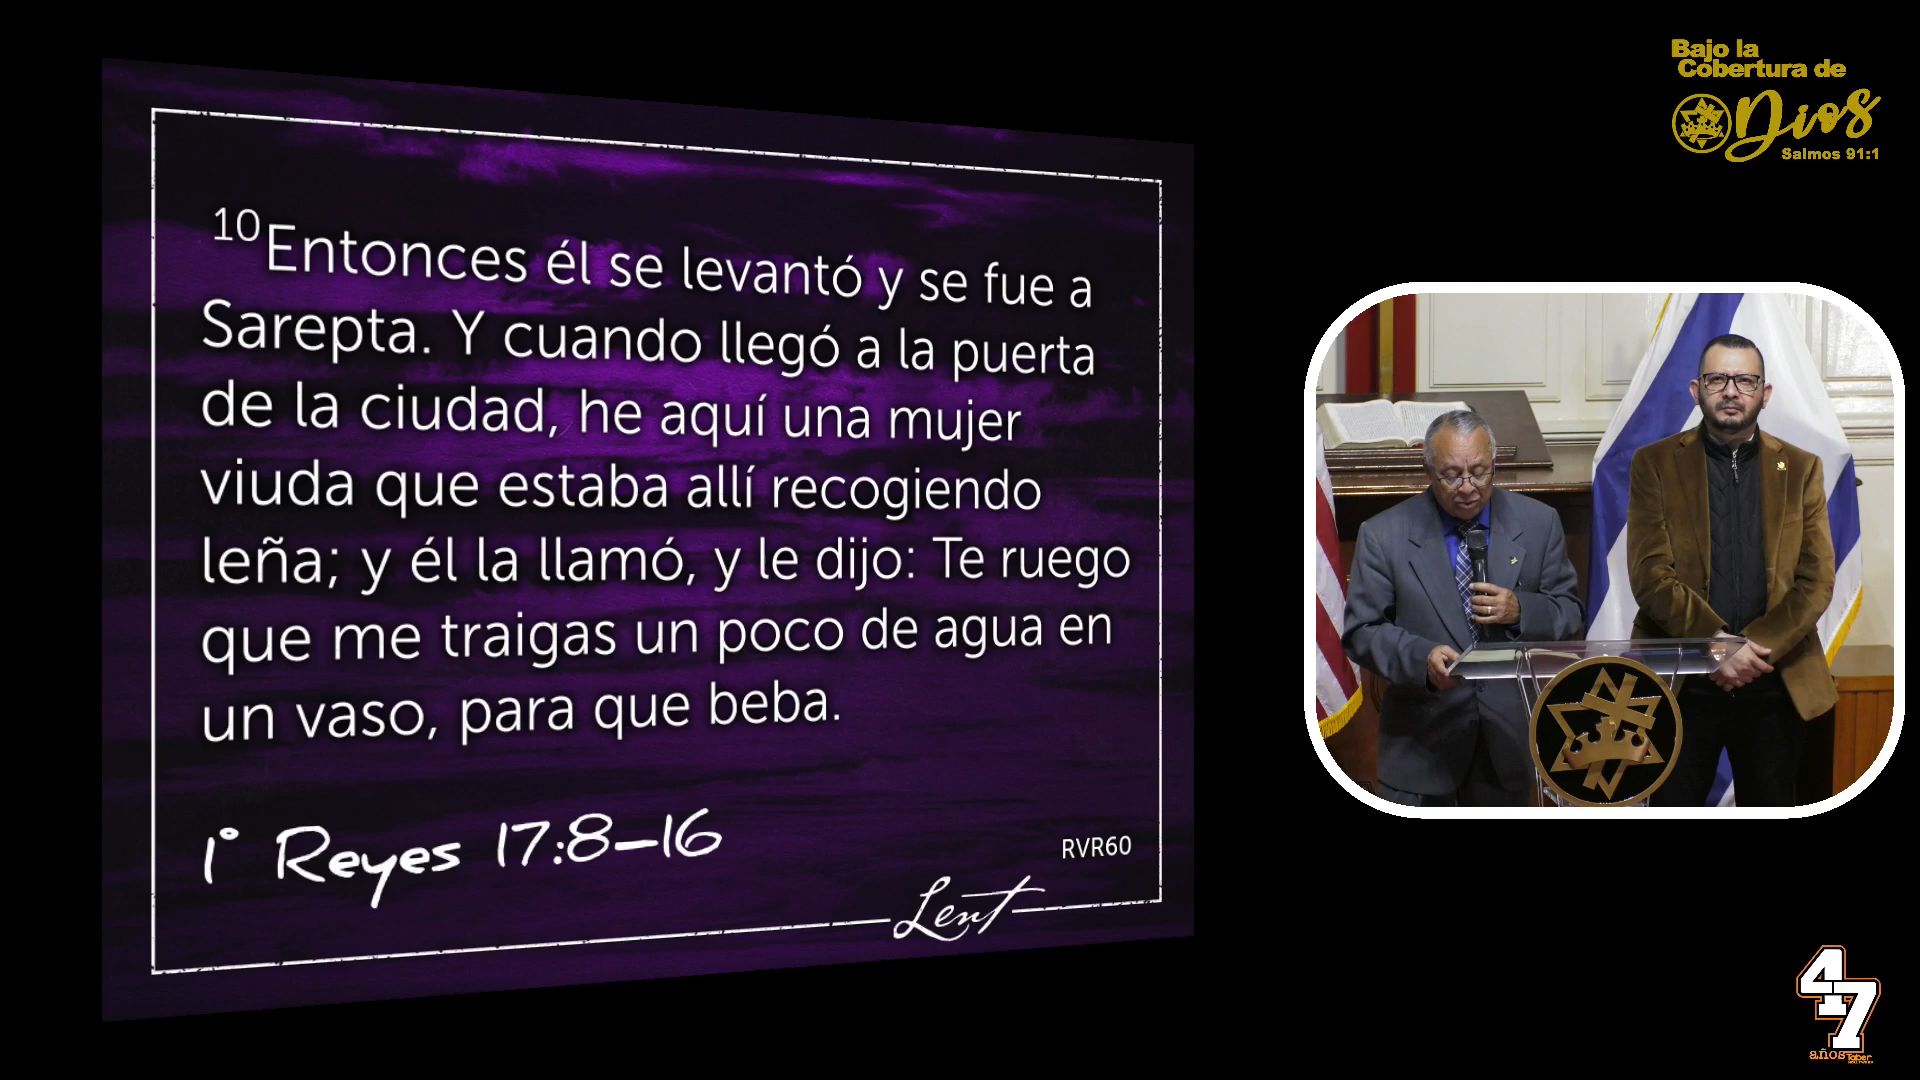 10 Entonces él se levantó y se fue a
Sarepta. Y cuando llegó a la puerta
de la ciudad, he aquí una mujer
viuda que estaba allí recogiendo
leña; y él la llamó, y le dijo: Te ruego
que me traigas un poco de agua en
un vaso, para que beba.
1° Reyes 17:8-16
RVR60
Lent
Bajo la
Cobertura de
Dios
Salmos 91:1
47
años